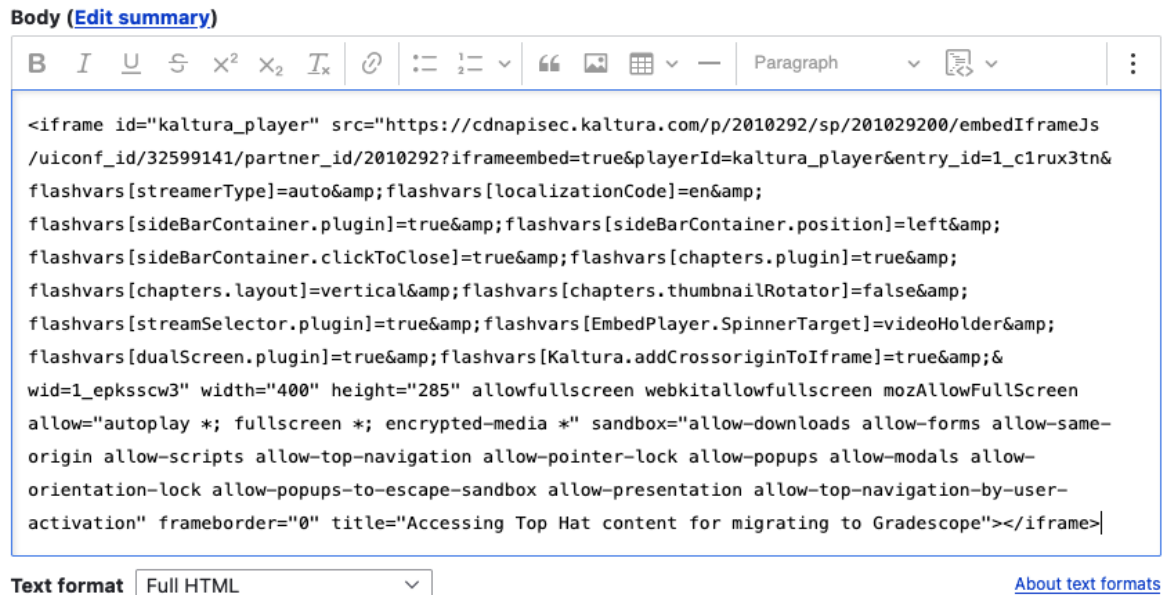 Body (Edit summary)
B I U S X² X₂ Tx Paragraph
<iframe id="kaltura_player" src="https://cdnapisec.kaltura.com/p/2010292/sp/201029200/embedIframeJs
/uiconf_id/32599141/partner_id/2010292?iframeembed=true&playerId=kaltura_player&entry_id=1_c1rux3tn&
flashvars[streamerType]=auto&amp;flashvars[localizationCode]=en&amp;
flashvars[sideBarContainer.plugin]=true&amp;flashvars[sideBarContainer.position]=left&amp;
flashvars[sideBarContainer.clickToClose]=true&amp;flashvars[chapters.plugin]=true&amp;
flashvars[chapters.layout]=vertical&amp;flashvars[chapters.thumbnailRotator]=false&amp;
flashvars[streamSelector.plugin]=true&amp;flashvars[EmbedPlayer.SpinnerTarget]=videoHolder&amp;
flashvars[dualScreen.plugin]=true&amp;flashvars[Kaltura.addCrossoriginToIframe]=true&amp;&
wid=1_epksscw3" width="400" height="285" allowfullscreen webkitallowfullscreen mozAllowFullScreen
allow="autoplay *; fullscreen *; encrypted-media *" sandbox="allow-downloads allow-forms allow-same-
origin allow-scripts allow-top-navigation allow-pointer-lock allow-popups allow-modals allow-
orientation-lock allow-popups-to-escape-sandbox allow-presentation allow-top-navigation-by-user-
activation" frameborder="0" title="Accessing Top Hat content for migrating to Gradescope"></iframe>
Text format Full HTML About text formats